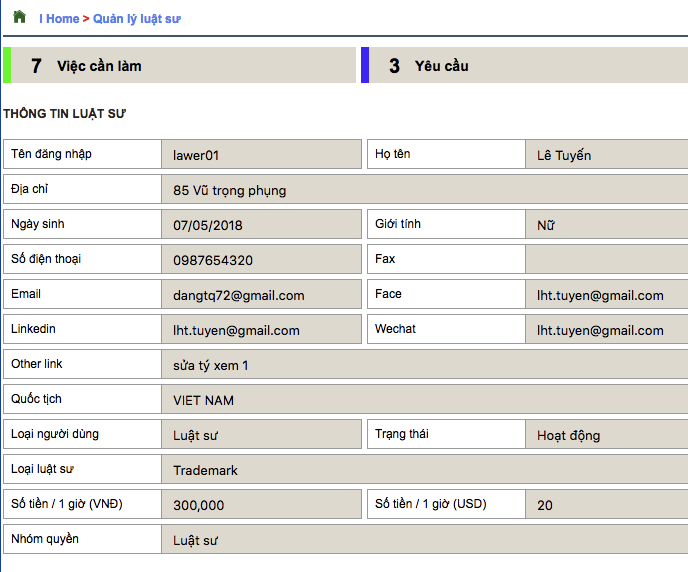 | Home > Quản lý luật sư
7 Việc cần làm 3 Yêu cầu
THÔNG TIN LUẬT SƯ
Tên đăng nhập lawer01 Họ tên Lê Tuyến
Địa chỉ 85 Vũ trọng phụng
Ngày sinh 07/05/2018 Giới tính Nữ
Số điện thoại 0987654320 Fax
Email dangtq72@gmail.com Face lht.tuyen@gmail.com
Linkedin lht.tuyen@gmail.com Wechat lht.tuyen@gmail.com
Other link sửa tý xem 1
Quốc tịch VIET NAM
Loại người dùng Luật sư Trạng thái Hoạt động
Loại luật sư Trademark
Số tiền / 1 giờ (VNĐ) 300,000 Số tiền / 1 giờ (USD) 20
Nhóm quyền Luật sư